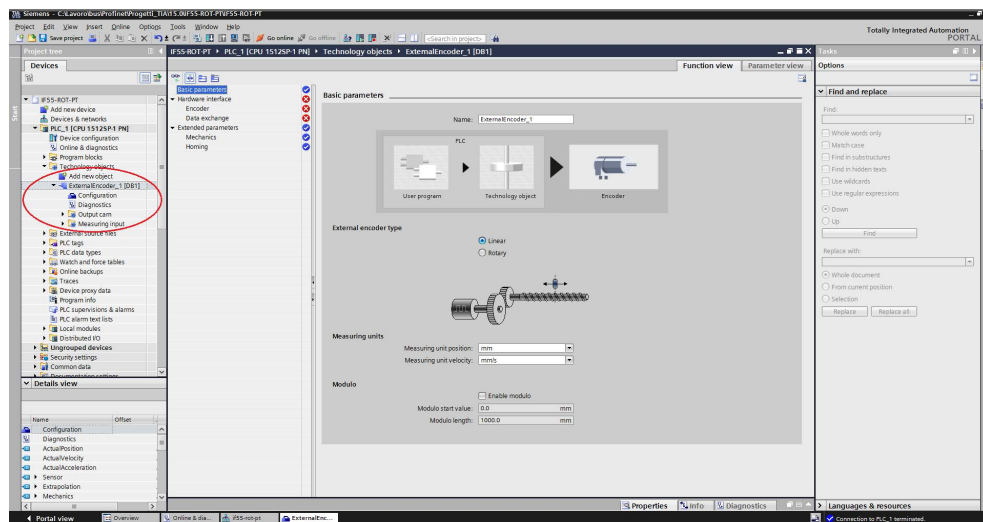 Siemens - C:\Lavoro\bus\Profinet\Progetti_TIA\15.0\IF55-ROT-PT\IF55-ROT-PT
Project Edit View Insert Online Options Tools Window Help
Totally Integrated Automation
PORTAL
Save project
Go online
Go offline
<Search in project>
Project tree
IF55-ROT-PT PLC_1 [CPU 1512SP-1 PN] Technology objects ExternalEncoder_1 [DB1]
Tasks
Devices
Function view
Parameter view
Options
Start
IF55-ROT-PT
Add new device
Devices & networks
PLC_1 [CPU 1512SP-1 PN]
Device configuration
Online & diagnostics
Program blocks
Technology objects
Add new object
ExternalEncoder_1 [DB1]
Configuration
Diagnostics
Output cam
Measuring input
External source files
PLC tags
PLC data types
Watch and force tables
Online backups
Traces
Device proxy data
Program info
PLC supervisions & alarms
PLC alarm text lists
Local modules
Distributed I/O
Ungrouped devices
Security settings
Common data
Documentation settings
Details view
Name Offset
Configuration
Diagnostics
ActualPosition
ActualVelocity
ActualAcceleration
Sensor
Extrapolation
Mechanics
Basic parameters
Hardware interface
Encoder
Data exchange
Extended parameters
Mechanics
Homing
Basic parameters
Name: ExternalEncoder_1
PLC
User program
Technology object
Encoder
External encoder type
Linear
Rotary
Measuring units
Measuring unit position: mm
Measuring unit velocity: mm/s
Modulo
Enable modulo
Modulo start value: 0.0 mm
Modulo length: 1000.0 mm
Find and replace
Find:
Whole words only
Match case
Find in substructures
Find in hidden texts
Use wildcards
Use regular expressions
Down
Up
Find
Replace with:
Whole document
From current position
Selection
Replace
Replace all
Properties
Info
Diagnostics
Languages & resources
Portal view
Overview
Online & dia...
if55-rot-pt
ExternalEnc...
Connection to PLC_1 terminated.